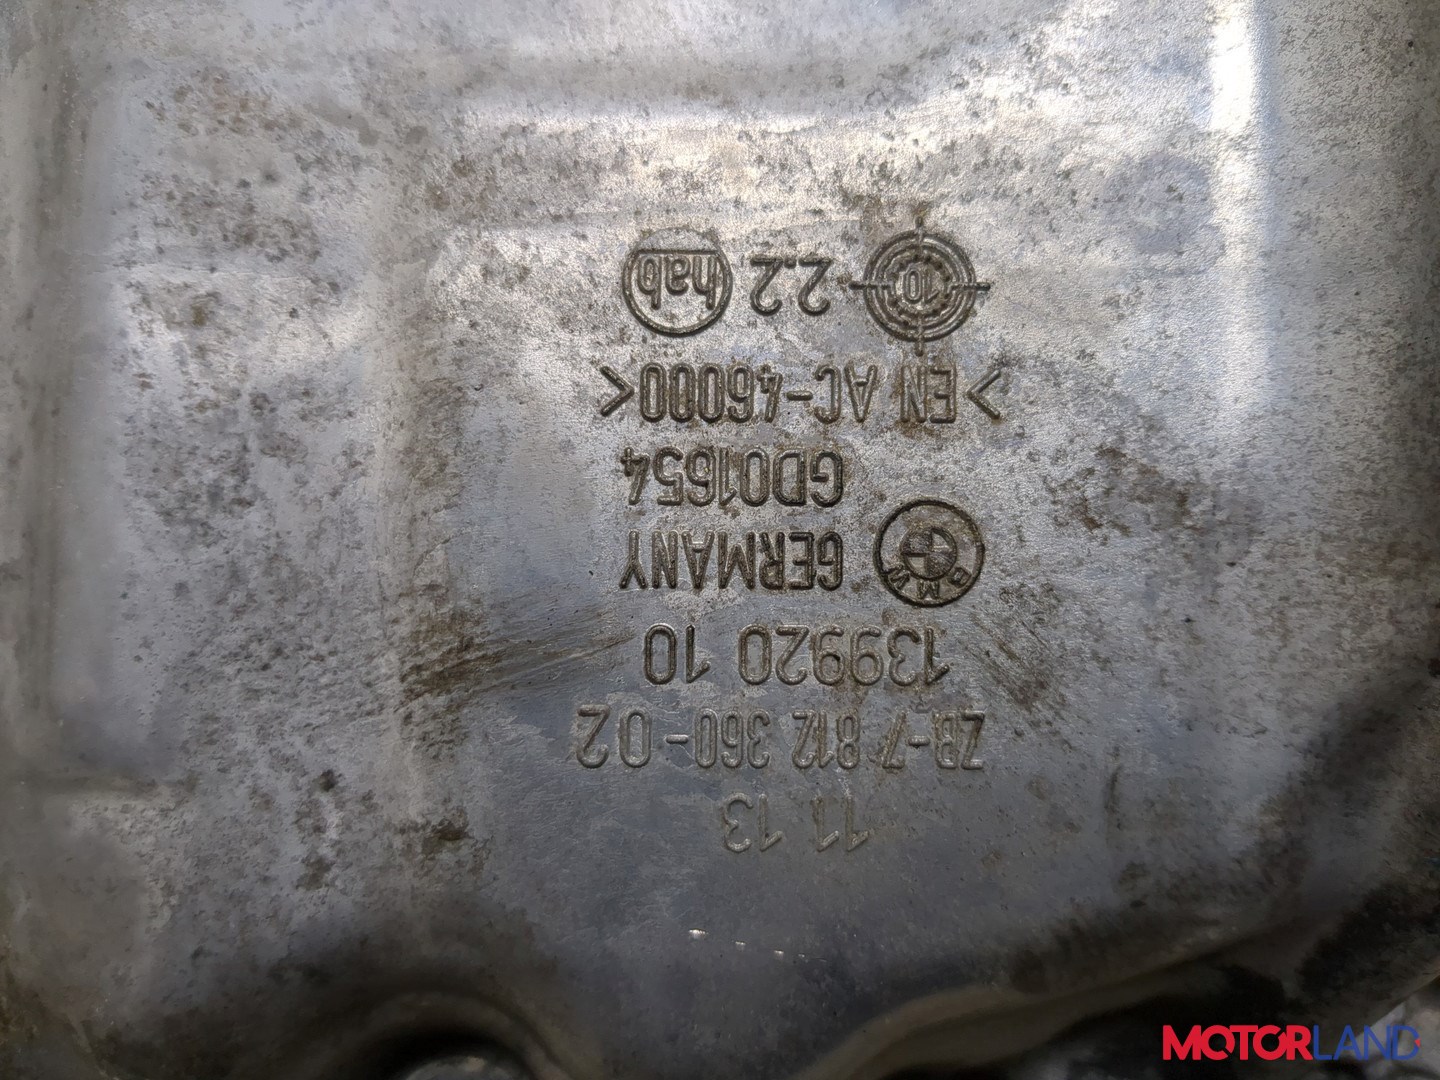 11 13
ZB-7 812 360-02
139920 10
BMW GERMANY
GD01654
>EN AC-46000<
10 2.2 hab
MOTORLAND